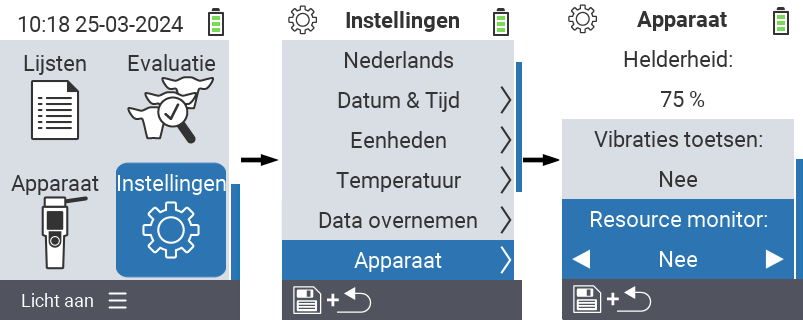 10:18 25-03-2024
Lijsten
Evaluatie
Apparaat
Instellingen
Licht aan
Instellingen
Nederlands
Datum & Tijd
Eenheden
Temperatuur
Data overnemen
Apparaat
+
Apparaat
Helderheid:
75 %
Vibraties toetsen:
Nee
Resource monitor:
Nee
+